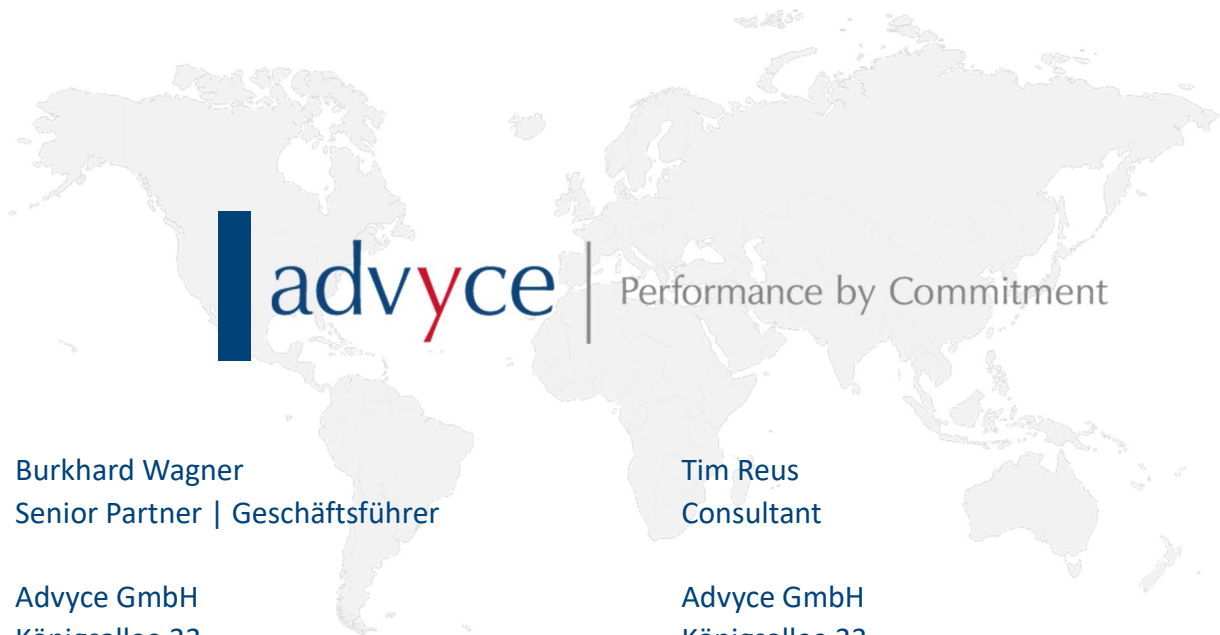 advyce | Performance by Commitment
Burkhard Wagner
Senior Partner | Geschäftsführer
Advyce GmbH
Tim Reus
Consultant
Advyce GmbH